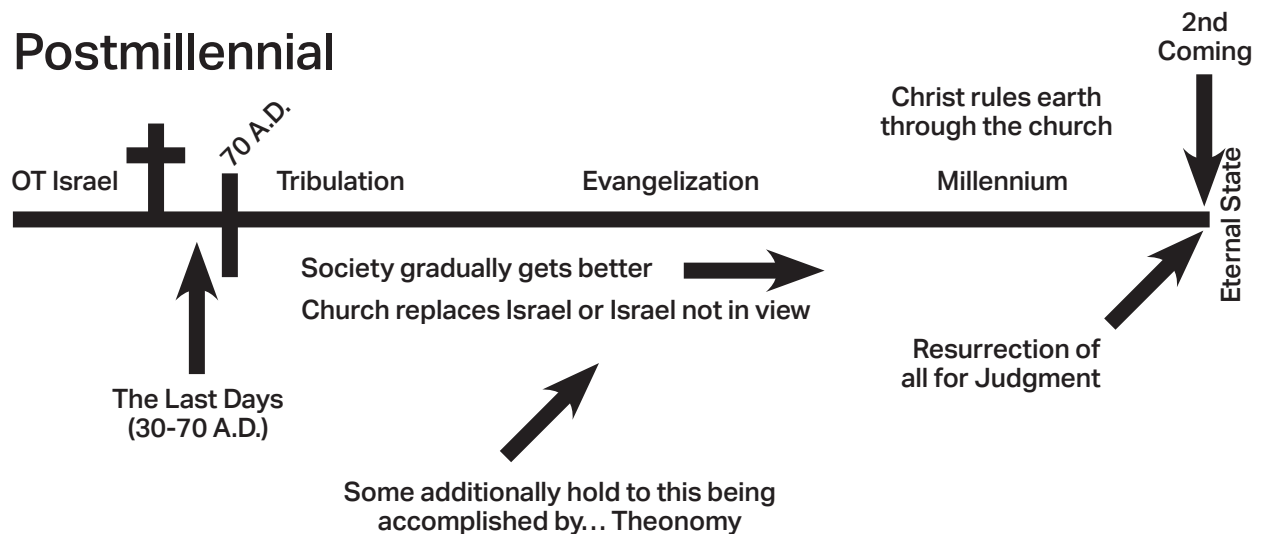 Postmillennial
2nd
Coming
Christ rules earth
through the church
70 A.D.
OT Israel
Tribulation
Evangelization
Millennium
Eternal State
Society gradually gets better
Church replaces Israel or Israel not in view
Resurrection of
all for Judgment
The Last Days
(30-70 A.D.)
Some additionally hold to this being
accomplished by... Theonomy